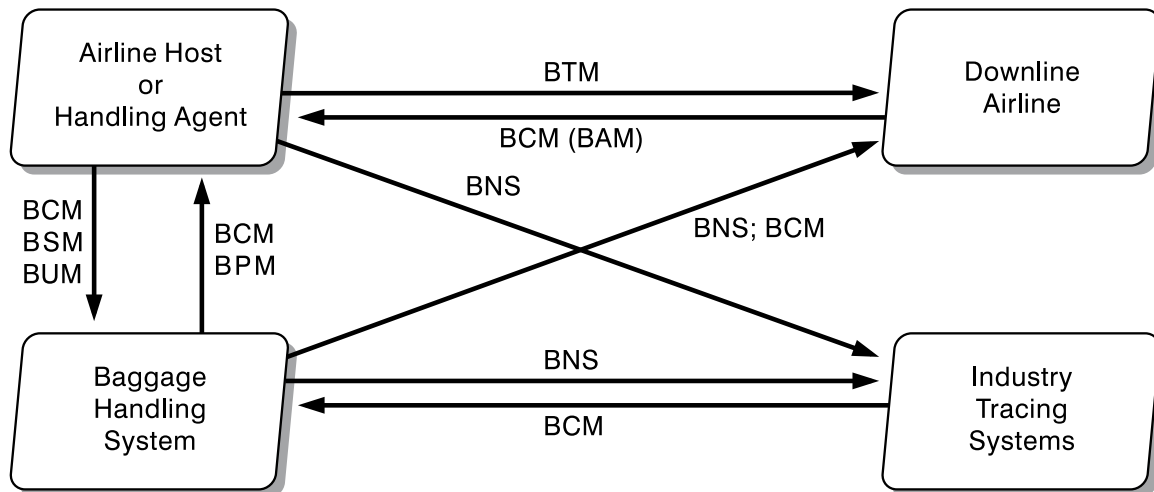 Airline Host
or
Handling Agent
BTM
Downline
Airline
BCM (BAM)
BNS
BCM
BSM
BUM
BCM
BPM
BNS; BCM
Baggage
Handling
System
BNS
BCM
Industry
Tracing
Systems